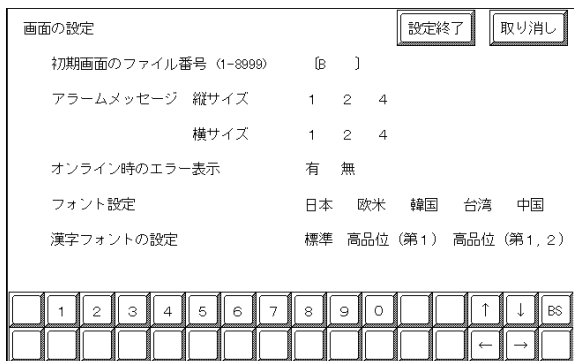 画面の設定 設定終了 取り消し
初期画面のファイル番号 (1-8999) [B ]
アラームメッセージ 縦サイズ 1 2 4
横サイズ 1 2 4
オンライン時のエラー表示 有 無
フォント設定 日本 欧米 韓国 台湾 中国
漢字フォントの設定 標準 高品位(第1) 高品位(第1,2)
1 2 3 4 5 6 7 8 9 0 ↑ ↓ BS
← →